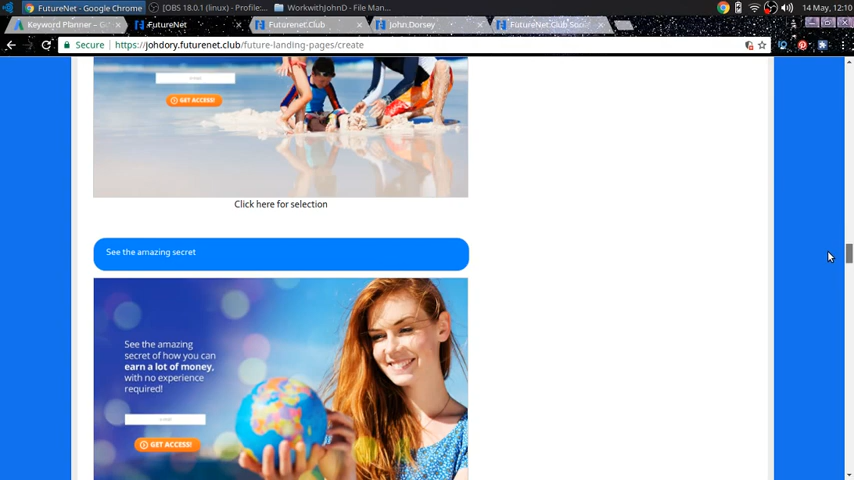 FutureNet - Google Chrome
[OBS 18.0.1 (linux) - Profile:...
WorkwithJohnD - File Man...
14 May, 12:10
Keyword Planner – G
FutureNet
Futurenet.Club
John.Dorsey
FutureNet Club Soc
Secure
https://johdory.futurenet.club/future-landing-pages/create
e-mail
GET ACCESS!
Click here for selection
See the amazing secret
See the amazing
secret of how you can
earn a lot of money,
with no experience
required!
e-mail
GET ACCESS!